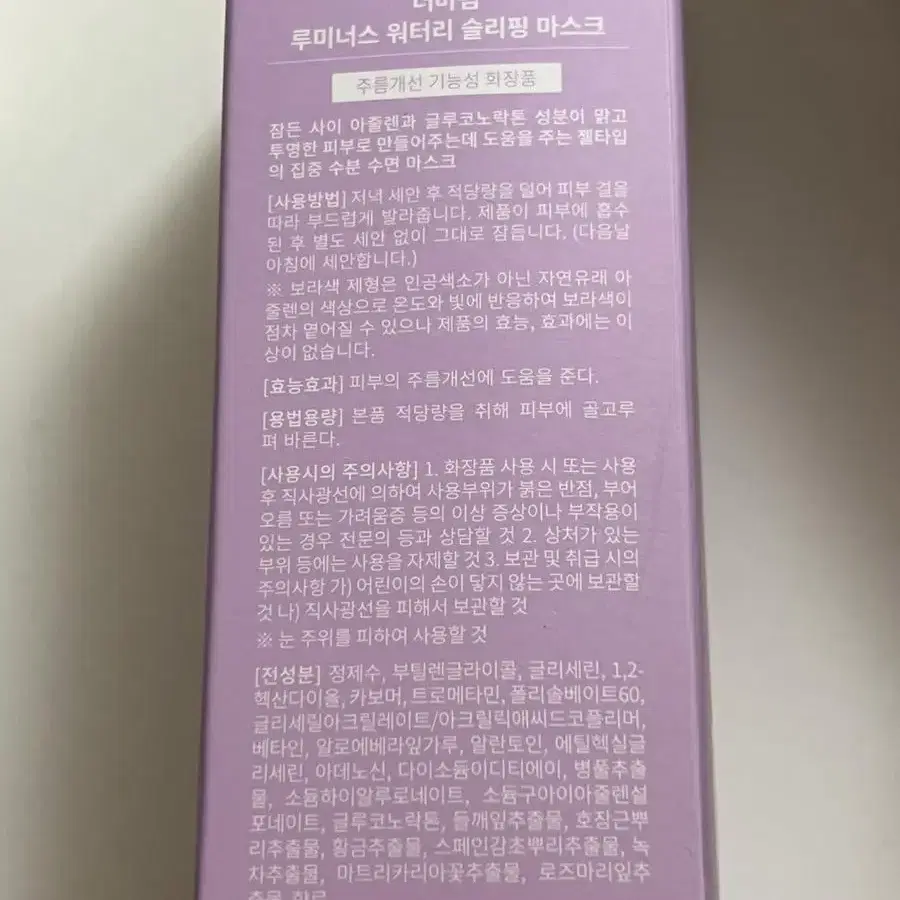 루미너스 워터리 슬리핑 마스크
주름개선 기능성 화장품
잠든 사이 아줄렌과 글루코노락톤 성분이 맑고
투명한 피부로 만들어주는데 도움을 주는 젤타입
의 집중 수분 수면 마스크
[사용방법] 저녁 세안 후 적당량을 덜어 피부 결을
따라 부드럽게 발라줍니다. 제품이 피부에 흡수
된 후 별도 세안 없이 그대로 잠듭니다. (다음날
아침에 세안합니다.)
※ 보라색 제형은 인공색소가 아닌 자연유래 아
줄렌의 색상으로 온도와 빛에 반응하여 보라색이
점차 옅어질 수 있으나 제품의 효능, 효과에는 이
상이 없습니다.
[효능효과] 피부의 주름개선에 도움을 준다.
[용법용량] 본품 적당량을 취해 피부에 골고루
펴 바른다.
[사용시의 주의사항] 1. 화장품 사용 시 또는 사용
후 직사광선에 의하여 사용부위가 붉은 반점, 부어
오름 또는 가려움증 등의 이상 증상이나 부작용이
있는 경우 전문의 등과 상담할 것 2. 상처가 있는
부위 등에는 사용을 자제할 것 3. 보관 및 취급 시의
주의사항 가) 어린이의 손이 닿지 않는 곳에 보관할
것 나) 직사광선을 피해서 보관할 것
※ 눈 주위를 피하여 사용할 것
[전성분] 정제수, 부틸렌글라이콜, 글리세린, 1,2-
헥산다이올, 카보머, 트로메타민, 폴리솔베이트60,
글리세릴아크릴레이트/아크릴릭애씨드코폴리머,
베타인, 알로에베라잎가루, 알란토인, 에틸헥실글
리세린, 아데노신, 다이소듐이디티에이, 병풀추출
물, 소듐하이알루로네이트, 소듐구아이아줄렌설
포네이트, 글루코노락톤, 들깨잎추출물, 호장근뿌
리추출물, 황금추출물, 스페인감초뿌리추출물, 녹
차추출물, 마트리카리아꽃추출물, 로즈마리잎추
출물, 향료